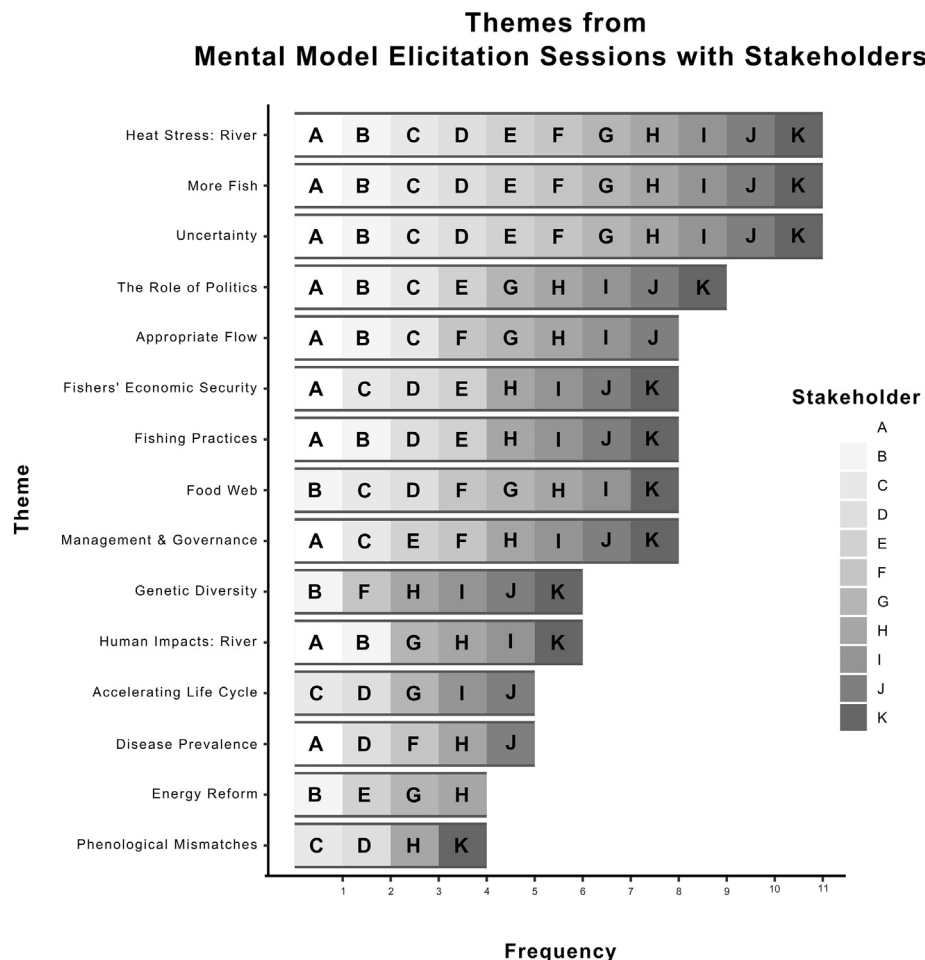 Themes from
Mental Model Elicitation Sessions with Stakeholders
Theme
Heat Stress: River A B C D E F G H I J K
More Fish A B C D E F G H I J K
Uncertainty A B C D E F G H I J K
The Role of Politics A B C E G H I J K
Appropriate Flow A B C F G H I J
Fishers' Economic Security A C D E H I J K
Fishing Practices A B D E H I J K
Food Web B C D F G H I K
Management & Governance A C E F H I J K
Genetic Diversity B F H I J K
Human Impacts: River A B G H I K
Accelerating Life Cycle C D G I J
Disease Prevalence A D F H J
Energy Reform B E G H
Phenological Mismatches C D H K
1 2 3 4 5 6 7 8 9 10 11
Frequency
Stakeholder
A
B
C
D
E
F
G
H
I
J
K